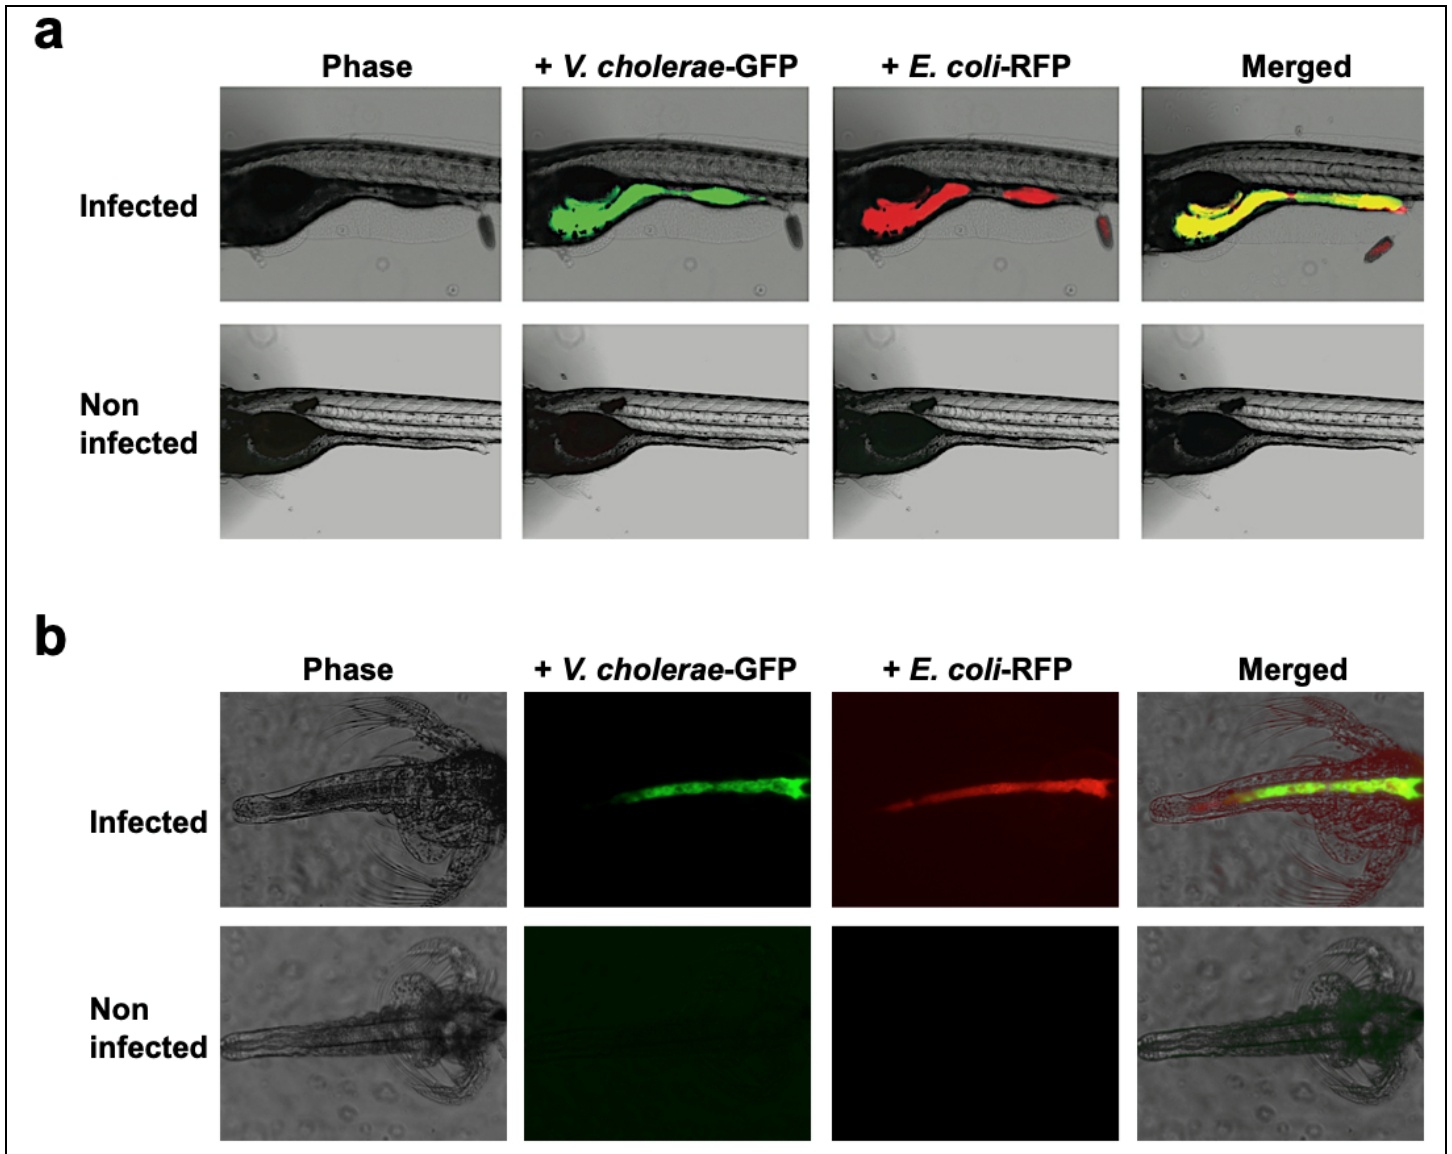 a
Phase + V. cholerae-GFP + E. coli-RFP Merged
Infected
Non
infected
b
Phase + V. cholerae-GFP + E. coli-RFP Merged
Infected
Non
infected